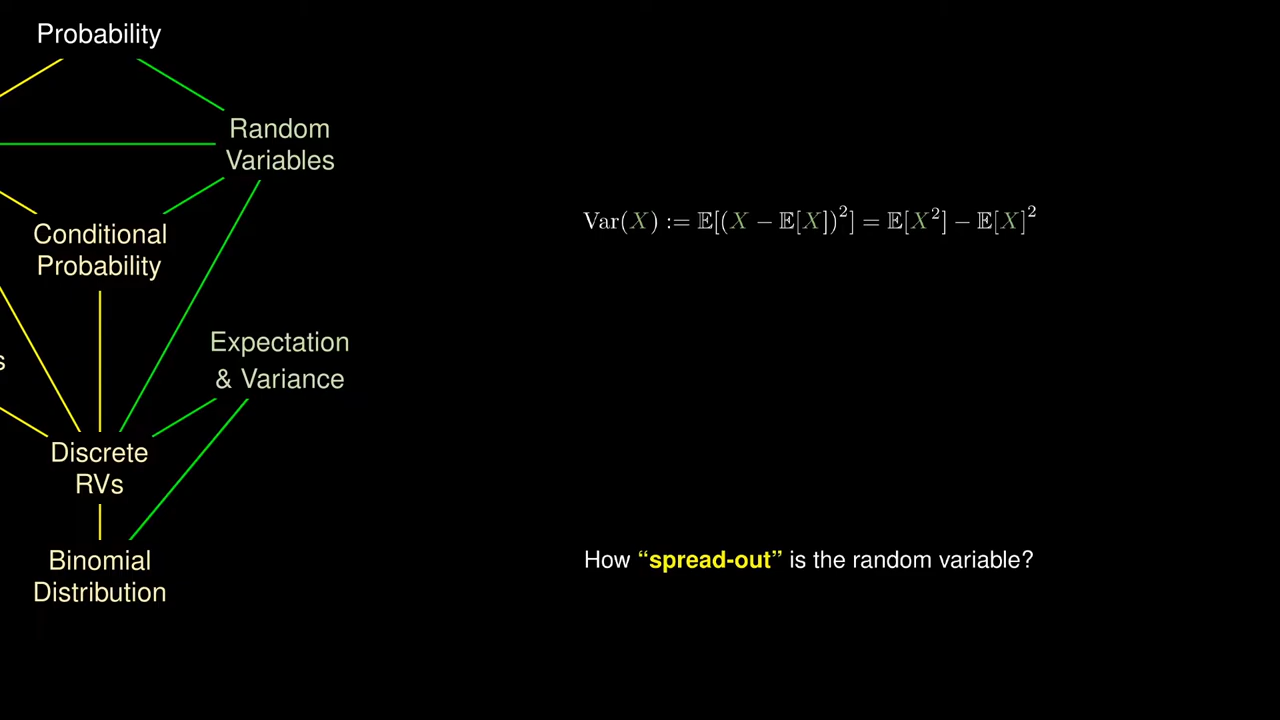 Probability
Random
Variables
Conditional
Probability
Expectation
& Variance
s
Discrete
RVs
Binomial
Distribution
Var(X) := 𝔼[(X − 𝔼[X])²] = 𝔼[X²] − 𝔼[X]²
How “spread-out” is the random variable?